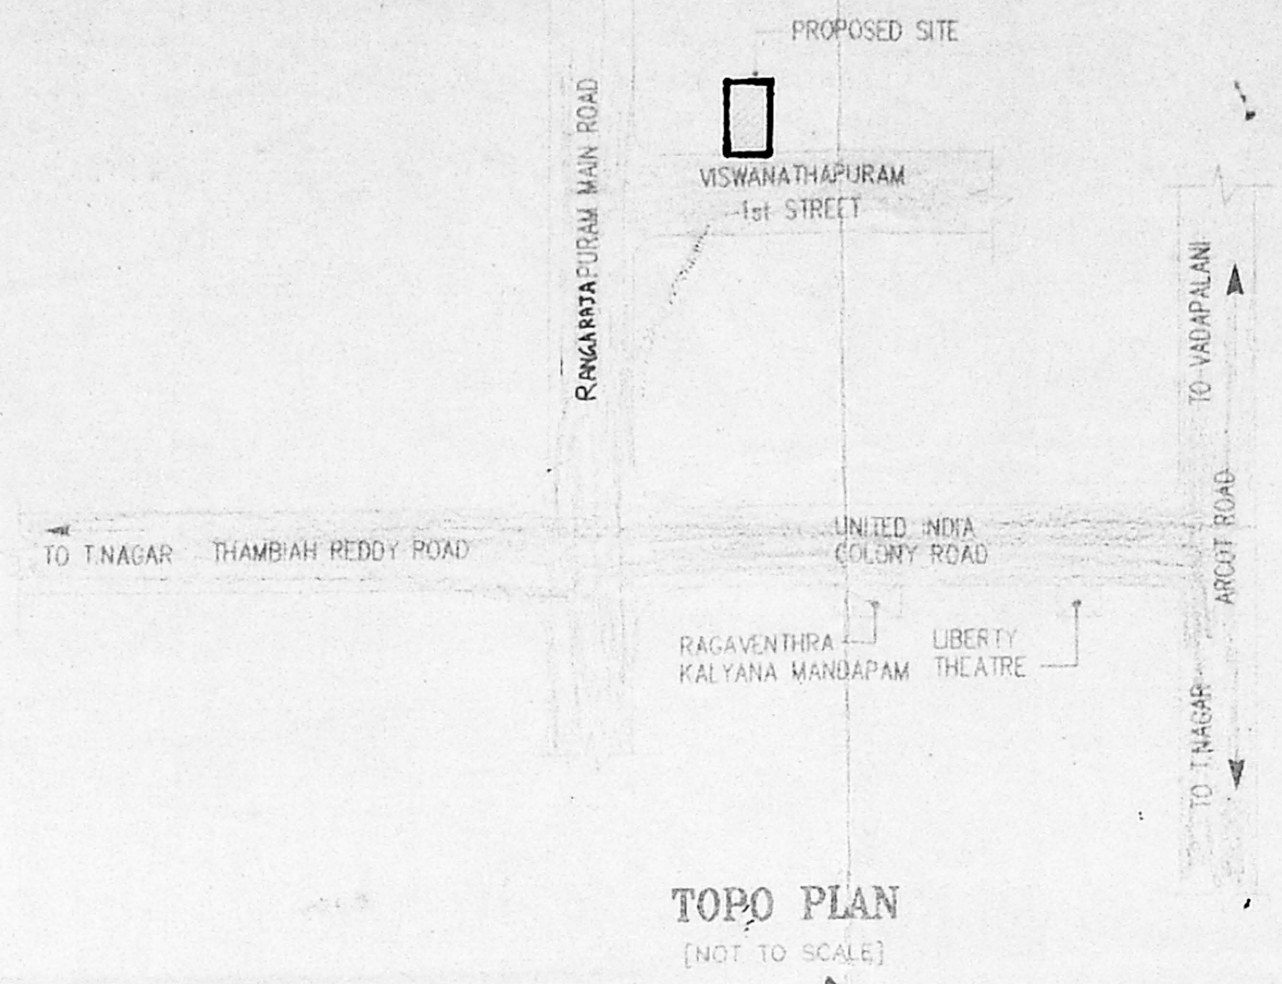 PROPOSED SITE
RANGARAJAPURAM MAIN ROAD
VISWANATHAPURAM
1st STREET
TO VADAPALANI
ARCOT ROAD
TO T.NAGAR
UNITED INDIA
COLONY ROAD
TO T.NAGAR THAMBIAH REDDY ROAD
RAGAVENTHRA
KALYANA MANDAPAM
LIBERTY
THEATRE
TOPO PLAN
[NOT TO SCALE]